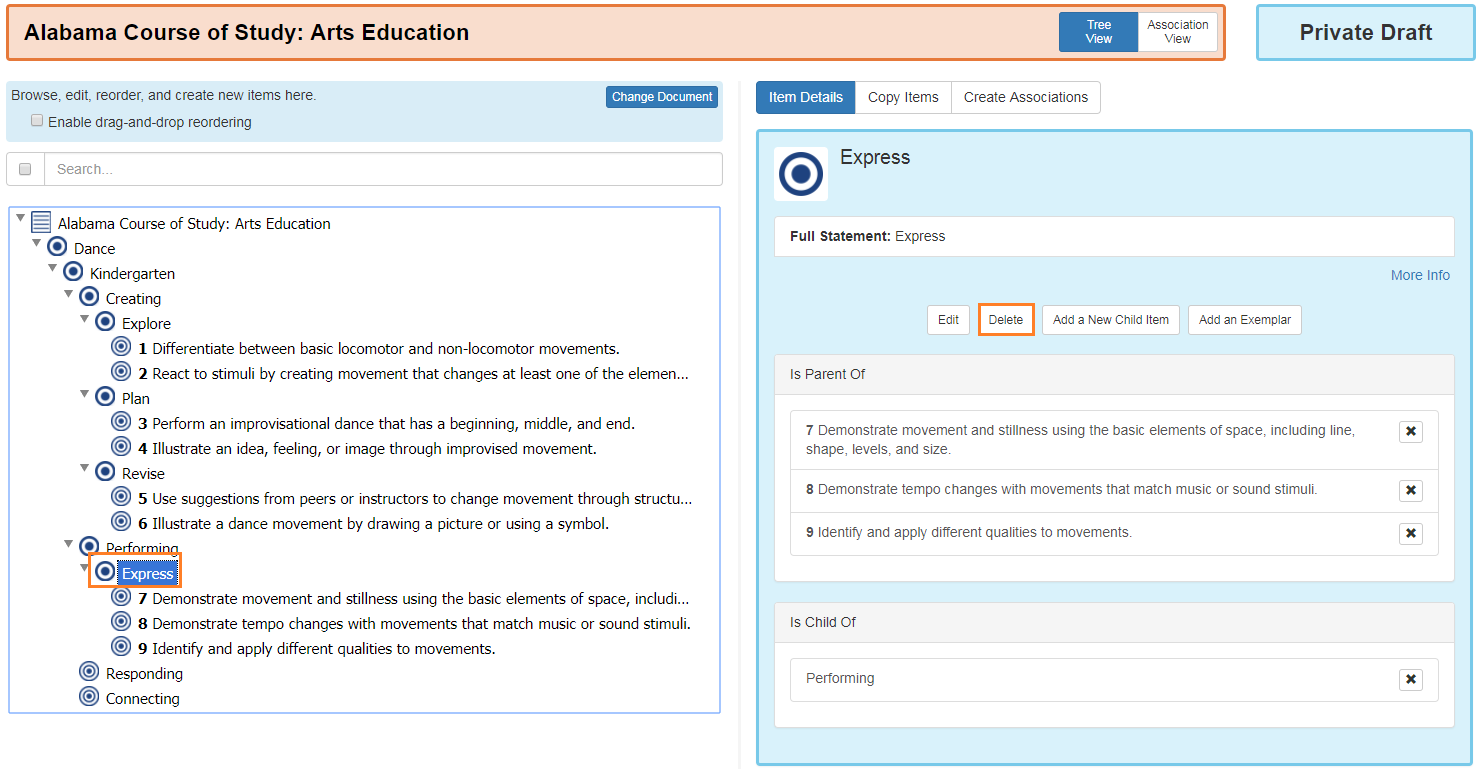 Alabama Course of Study: Arts Education
Tree
View
Association
View
Private Draft
Browse, edit, reorder, and create new items here.
Change Document
Enable drag-and-drop reordering
Search...
Alabama Course of Study: Arts Education
Dance
Kindergarten
Creating
Explore
1 Differentiate between basic locomotor and non-locomotor movements.
2 React to stimuli by creating movement that changes at least one of the elemen...
Plan
3 Perform an improvisational dance that has a beginning, middle, and end.
4 Illustrate an idea, feeling, or image through improvised movement.
Revise
5 Use suggestions from peers or instructors to change movement through structu...
6 Illustrate a dance movement by drawing a picture or using a symbol.
Performing
Express
7 Demonstrate movement and stillness using the basic elements of space, includi...
8 Demonstrate tempo changes with movements that match music or sound stimuli.
9 Identify and apply different qualities to movements.
Responding
Connecting
Item Details
Copy Items
Create Associations
Express
Full Statement: Express
More Info
Edit
Delete
Add a New Child Item
Add an Exemplar
Is Parent Of
7 Demonstrate movement and stillness using the basic elements of space, including line,
shape, levels, and size.
8 Demonstrate tempo changes with movements that match music or sound stimuli.
9 Identify and apply different qualities to movements.
Is Child Of
Performing